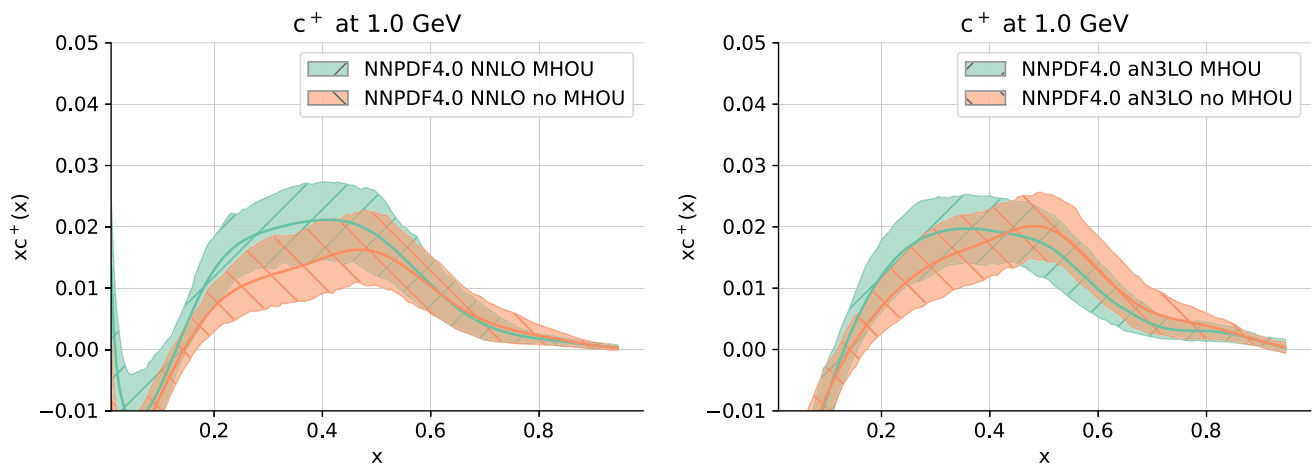 c⁺ at 1.0 GeV
NNPDF4.0 NNLO MHOU
NNPDF4.0 NNLO no MHOU
0.05
0.04
0.03
0.02
0.01
0.00
−0.01
xc⁺(x)
0.2
0.4
0.6
0.8
x
c⁺ at 1.0 GeV
NNPDF4.0 aN3LO MHOU
NNPDF4.0 aN3LO no MHOU
0.05
0.04
0.03
0.02
0.01
0.00
−0.01
xc⁺(x)
0.2
0.4
0.6
0.8
x